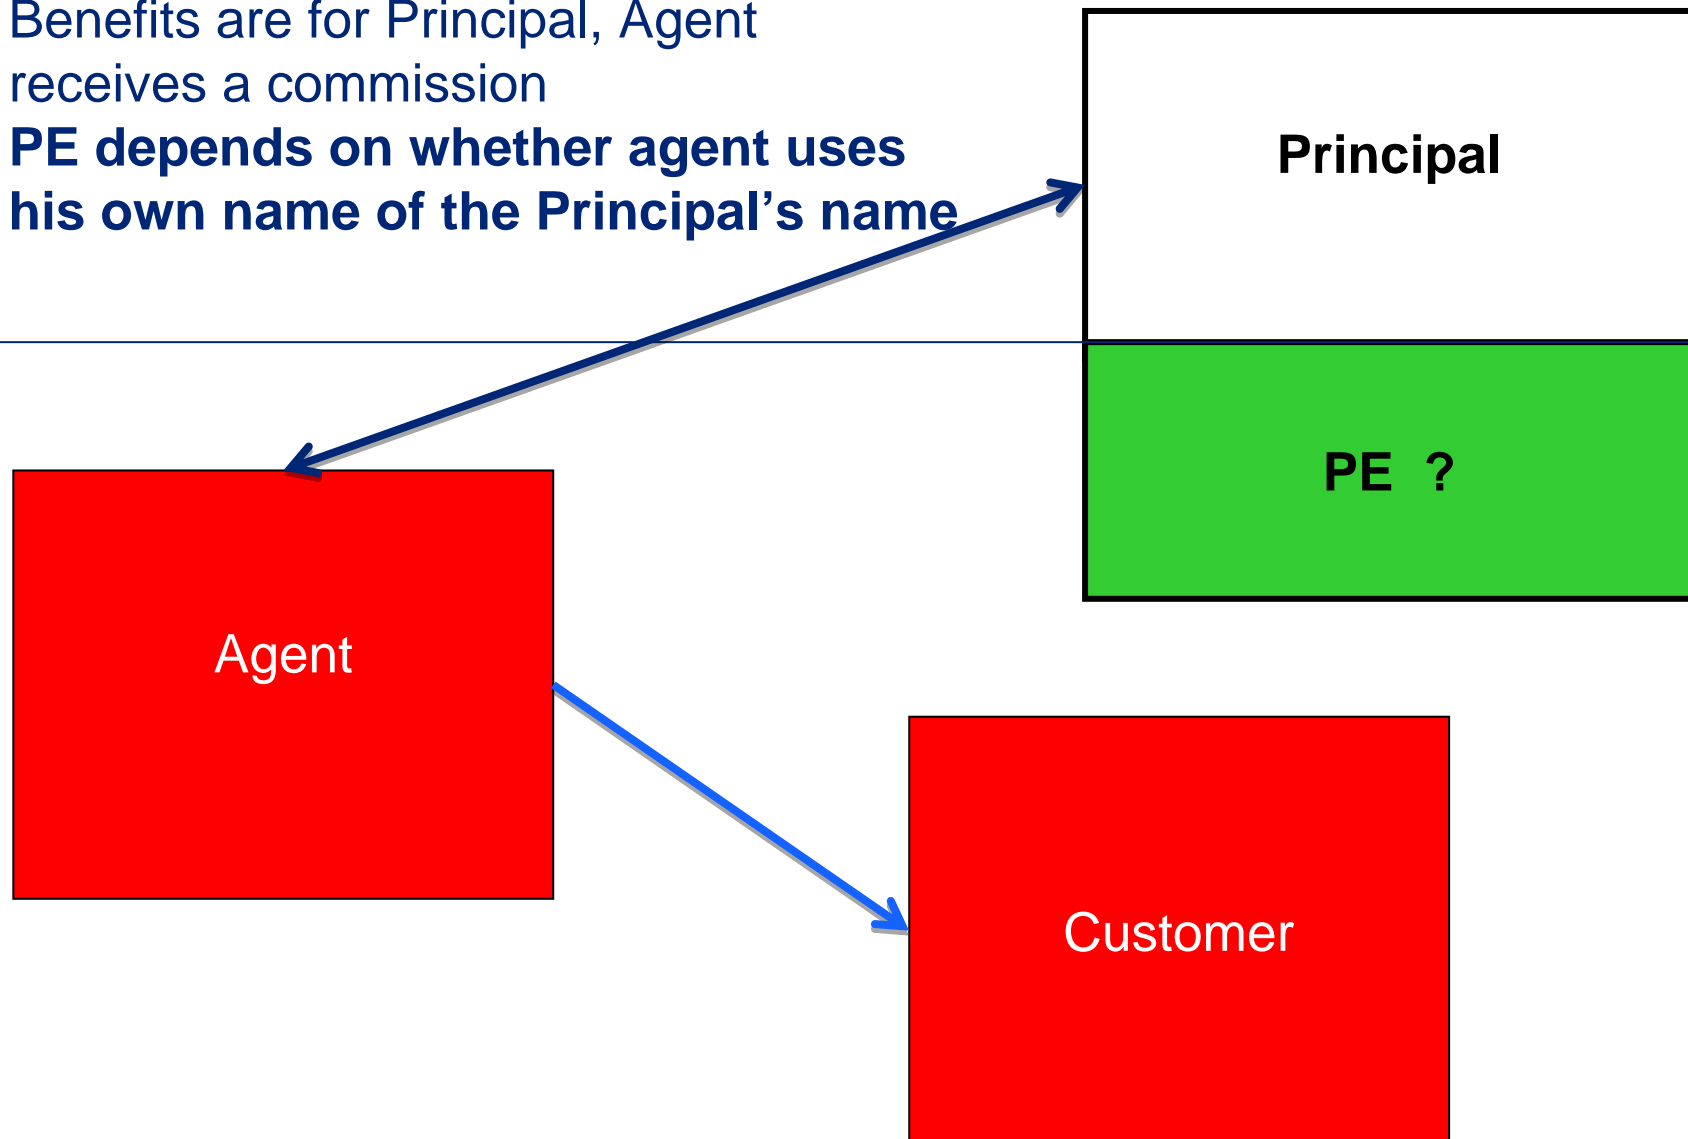 Benefits are for Principal, Agent
receives a commission
PE depends on whether agent uses
his own name of the Principal’s name
Principal
PE ?
Agent
Customer